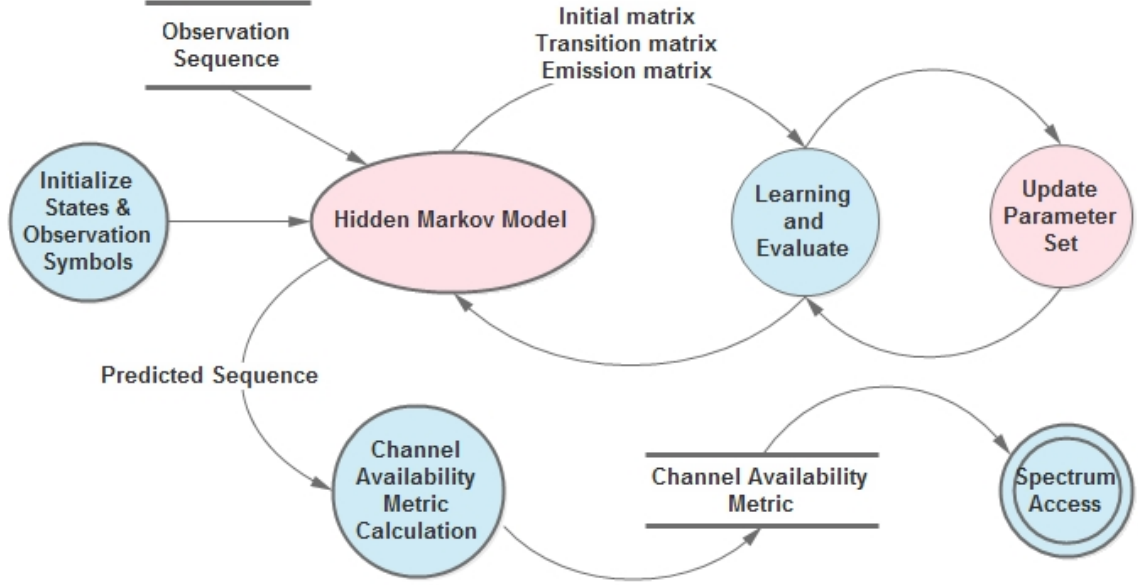 Observation
Sequence
Initial matrix
Transition matrix
Emission matrix
Initialize
States &
Observation
Symbols
Hidden Markov Model
Learning
and
Evaluate
Update
Parameter
Set
Predicted Sequence
Channel
Availability
Metric
Calculation
Channel Availability
Metric
Spectrum
Access